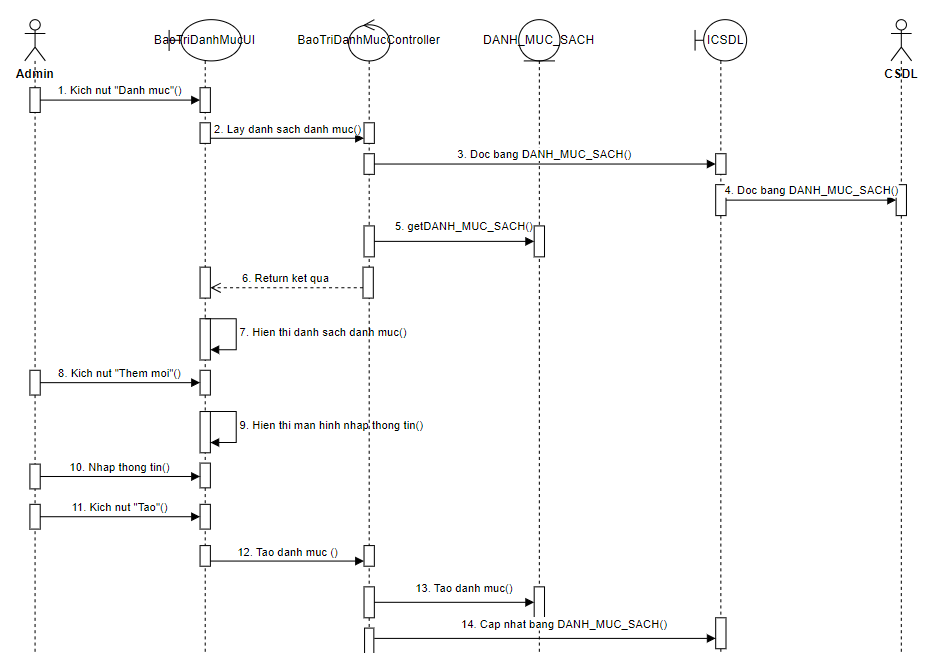 BaoTriDanhMucUI
BaoTriDanhMucController
DANH_MUC_SACH
ICSDL
Admin
CSDL
1. Kich nut "Danh muc"()
2. Lay danh sach danh muc()
3. Doc bang DANH_MUC_SACH()
4. Doc bang DANH_MUC_SACH()
5. getDANH_MUC_SACH()
6. Return ket qua
7. Hien thi danh sach danh muc()
8. Kich nut "Them moi"()
9. Hien thi man hinh nhap thong tin()
10. Nhap thong tin()
11. Kich nut "Tao"()
12. Tao danh muc ()
13. Tao danh muc()
14. Cap nhat bang DANH_MUC_SACH()